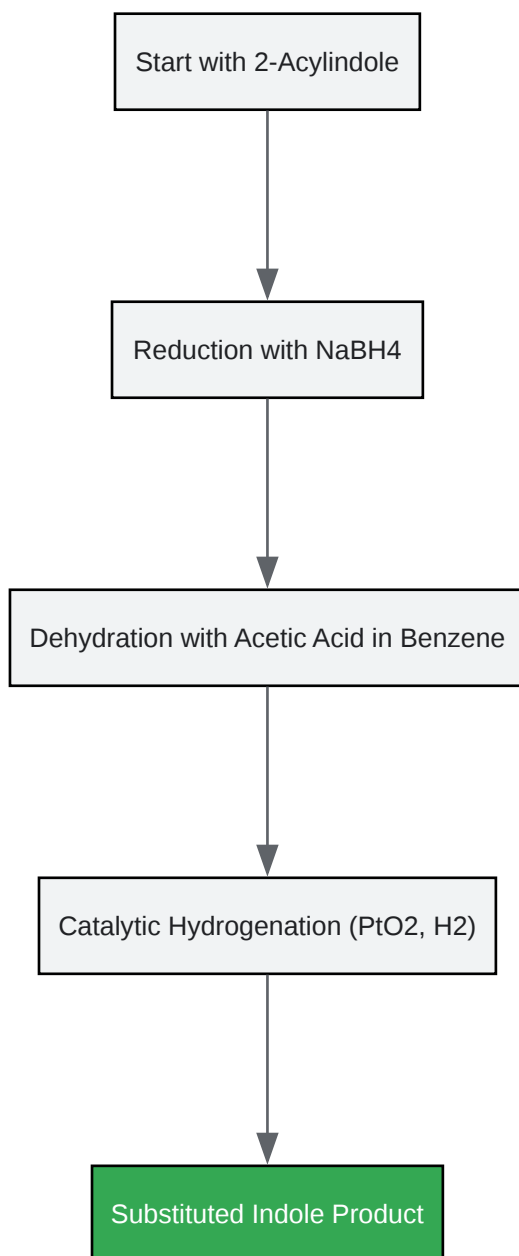 Start with 2-Acylindole
Reduction with NaBH4
Dehydration with Acetic Acid in Benzene
Catalytic Hydrogenation (PtO2, H2)
Substituted Indole Product